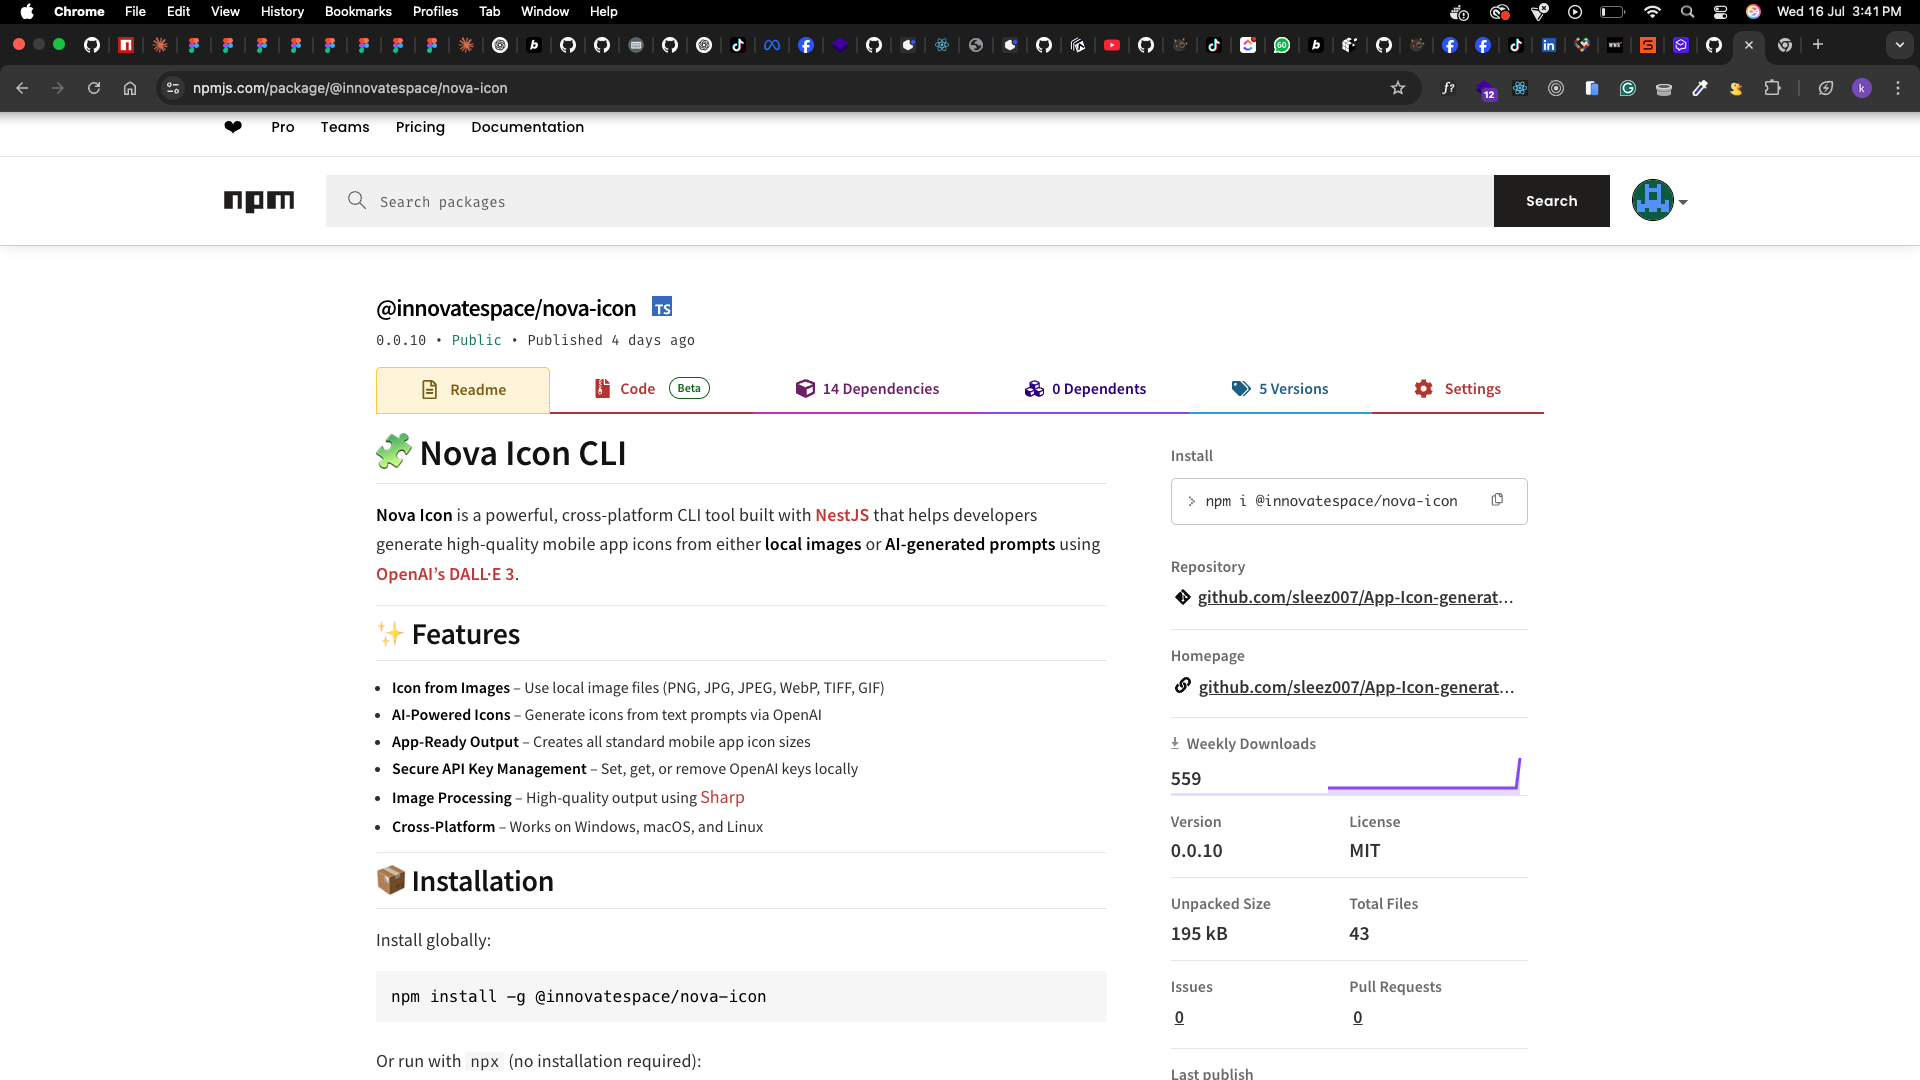 Chrome File Edit View History Bookmarks Profiles Tab Window Help Wed 16 Jul 3:41 PM
npmjs.com/package/@innovatespace/nova-icon
f? 12 k
❤ Pro Teams Pricing Documentation
npm Search packages Search
@innovatespace/nova-icon TS
0.0.10 • Public • Published 4 days ago
Readme Code Beta 14 Dependencies 0 Dependents 5 Versions Settings
🧩 Nova Icon CLI
Nova Icon is a powerful, cross-platform CLI tool built with NestJS that helps developers
generate high-quality mobile app icons from either local images or AI-generated prompts using
OpenAI’s DALL·E 3.
✨ Features
• Icon from Images – Use local image files (PNG, JPG, JPEG, WebP, TIFF, GIF)
• AI-Powered Icons – Generate icons from text prompts via OpenAI
• App-Ready Output – Creates all standard mobile app icon sizes
• Secure API Key Management – Set, get, or remove OpenAI keys locally
• Image Processing – High-quality output using Sharp
• Cross-Platform – Works on Windows, macOS, and Linux
📦 Installation
Install globally:
npm install -g @innovatespace/nova-icon
Or run with npx (no installation required):
Install
> npm i @innovatespace/nova-icon
Repository
github.com/sleez007/App-Icon-generat...
Homepage
github.com/sleez007/App-Icon-generat...
Weekly Downloads
559
Version License
0.0.10 MIT
Unpacked Size Total Files
195 kB 43
Issues Pull Requests
0 0
Last publish